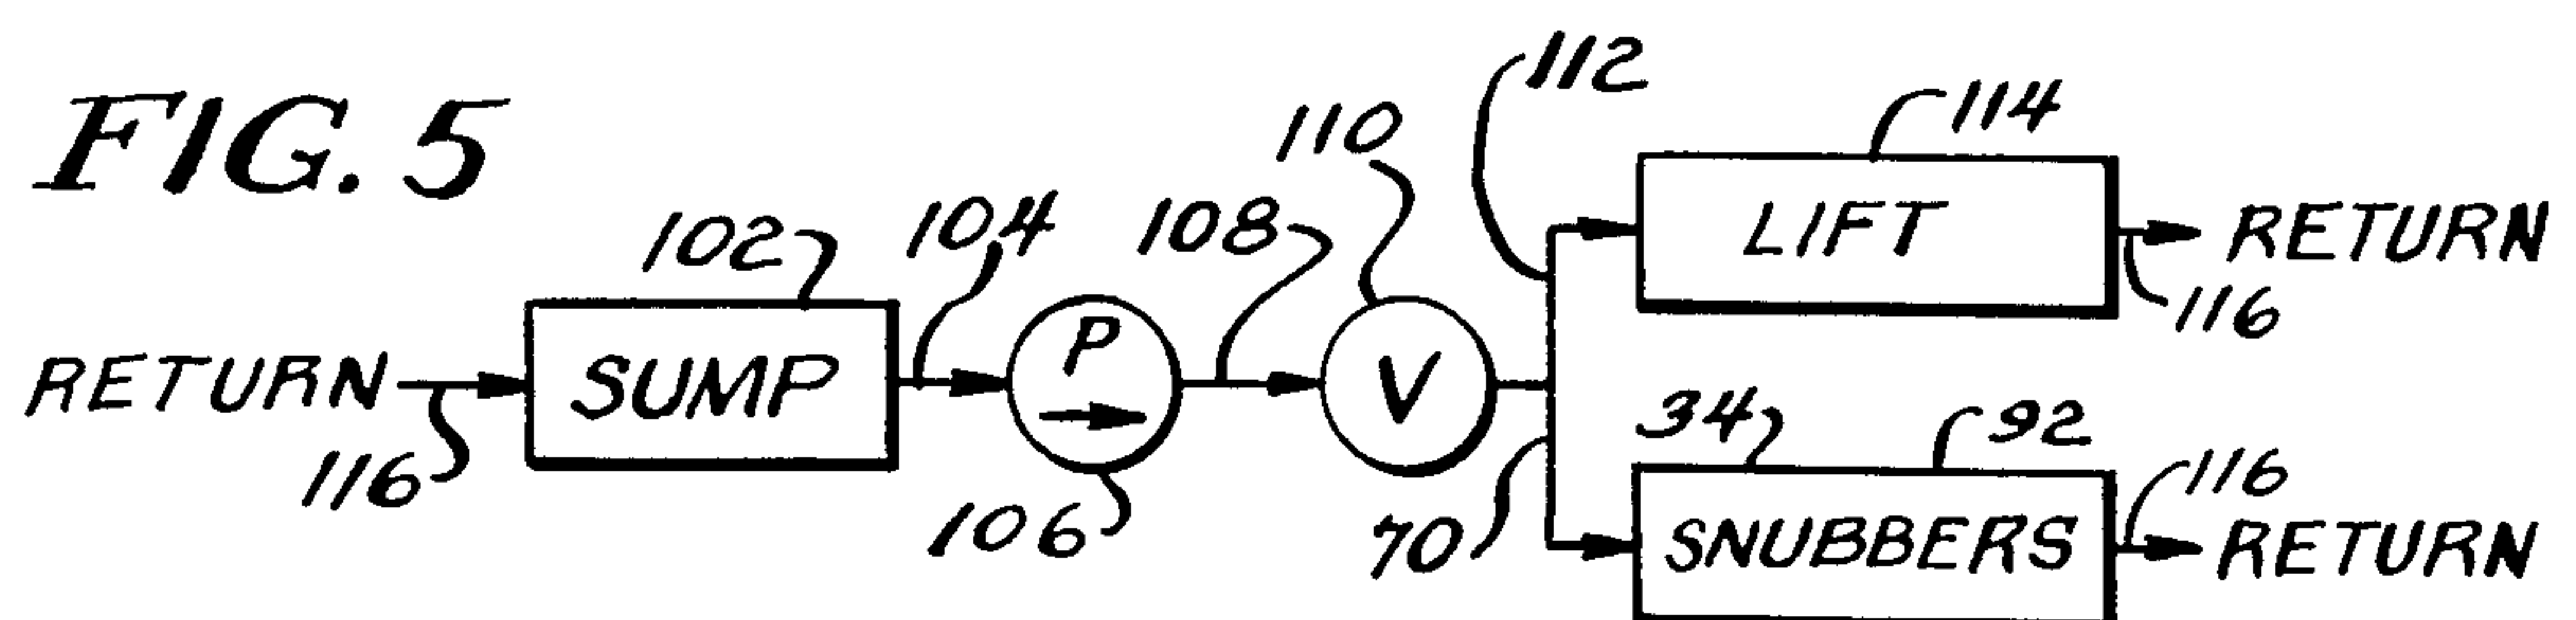 FIG. 5
112
110
114
102
104
108
LIFT
RETURN
116
P
RETURN
SUMP
V
34
92
116
106
70
116
SNUBBERS
RETURN